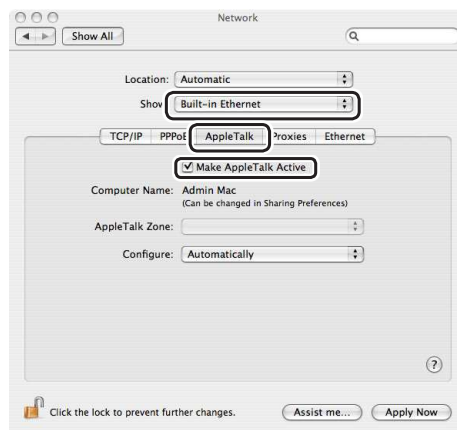 Network
Show All
Location: Automatic
Show Built-in Ethernet
TCP/IP PPPoE AppleTalk Proxies Ethernet
Make AppleTalk Active
Computer Name: Admin Mac
(Can be changed in Sharing Preferences)
AppleTalk Zone:
Configure: Automatically
?
Click the lock to prevent further changes.
Assist me... Apply Now